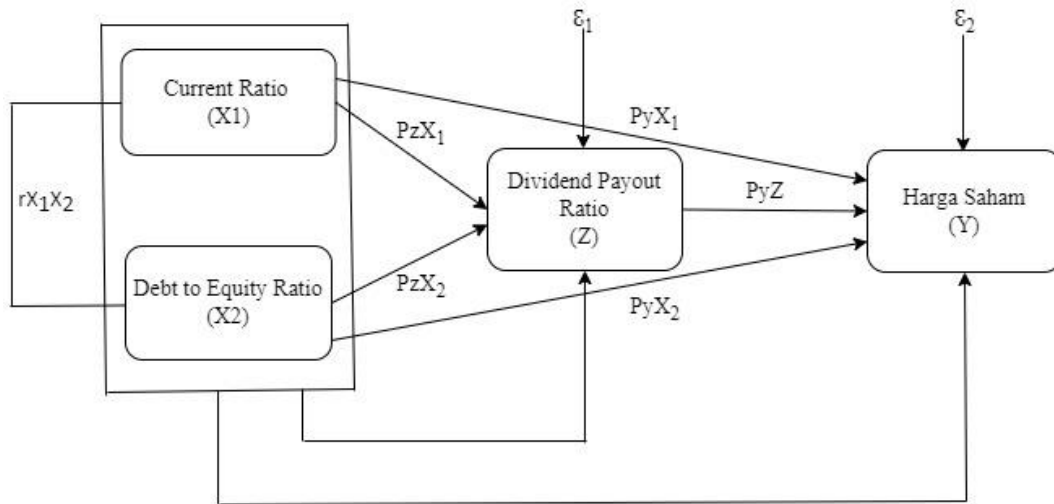 ε₁
ε₂
Current Ratio
(X1)
PzX₁
PyX₁
rX₁X₂
Dividend Payout
Ratio
(Z)
PyZ
Harga Saham
(Y)
Debt to Equity Ratio
(X2)
PzX₂
PyX₂